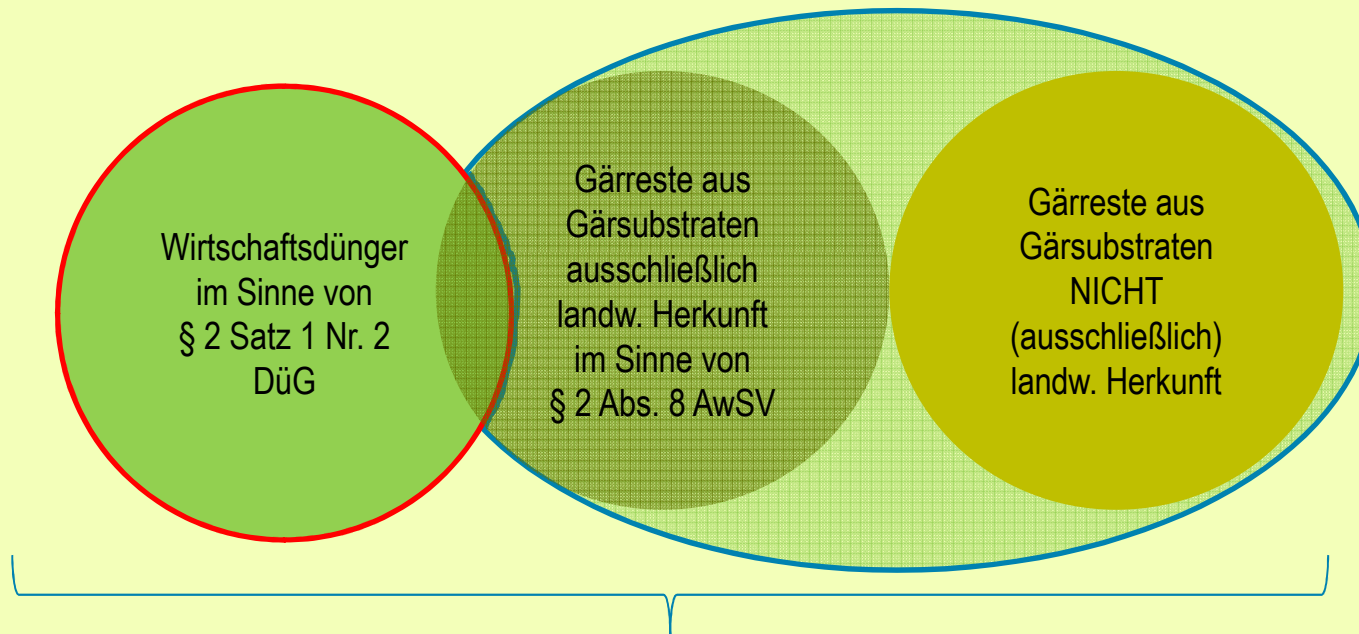 Wirtschaftsdünger
im Sinne von
§ 2 Satz 1 Nr. 2
DüG
Gärreste aus
Gärsubstraten
ausschließlich
landw. Herkunft
im Sinne von
§ 2 Abs. 8 AwSV
Gärreste aus
Gärsubstraten
NICHT
(ausschließlich)
landw. Herkunft